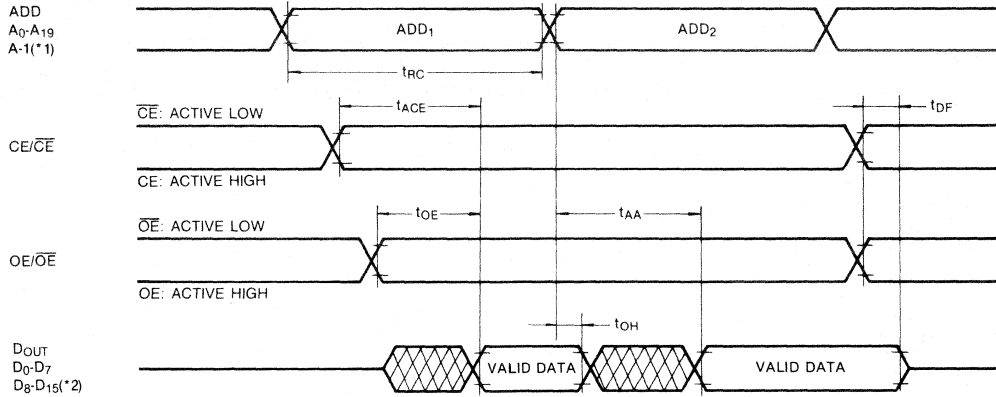 ADD
A0-A19
A-1(*1)
ADD1
ADD2
tRC
CE: ACTIVE LOW
tACE
tDF
CE/CE
CE: ACTIVE HIGH
OE: ACTIVE LOW
tOE
tAA
OE/OE
OE: ACTIVE HIGH
tOH
DOUT
D0-D7
D8-D15(*2)
VALID DATA
VALID DATA